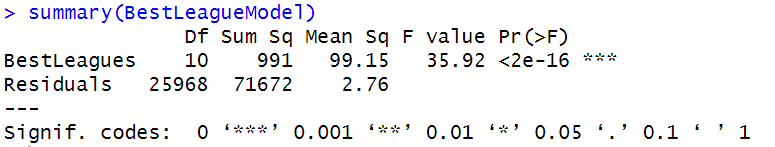 > summary(BestLeagueModel)
               Df Sum Sq Mean Sq F value Pr(>F)
BestLeagues    10    991   99.15   35.92 <2e-16 ***
Residuals   25968  71672    2.76
---
Signif. codes:  0 ‘***’ 0.001 ‘**’ 0.01 ‘*’ 0.05 ‘.’ 0.1 ‘ ’ 1